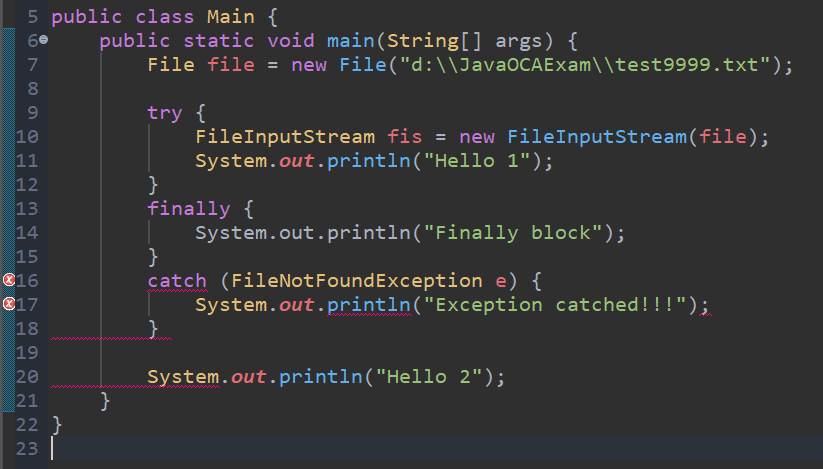 5 public class Main {
6 public static void main(String[] args) {
7 File file = new File("d:\\JavaOCAExam\\test9999.txt");
8
9 try {
10 FileInputStream fis = new FileInputStream(file);
11 System.out.println("Hello 1");
12 }
13 finally {
14 System.out.println("Finally block");
15 }
16 catch (FileNotFoundException e) {
17 System.out.println("Exception catched!!!");
18 }
19
20 System.out.println("Hello 2");
21 }
22 }
23